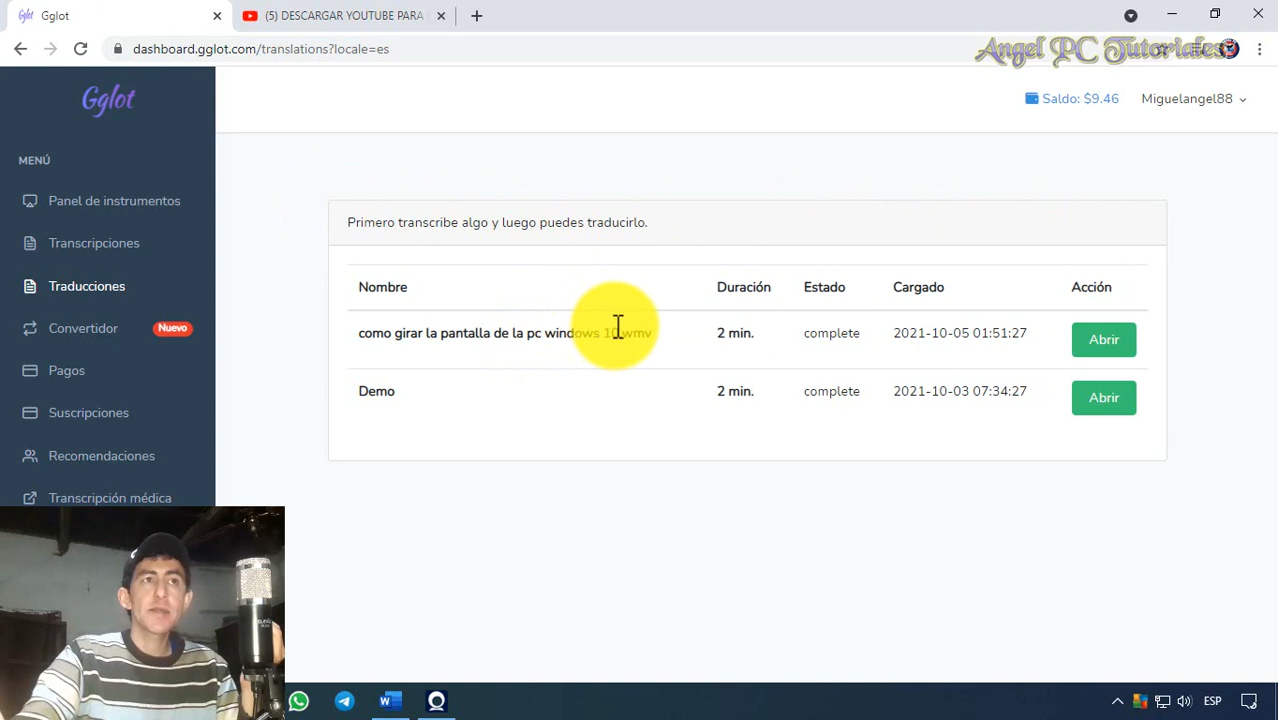 Gglot
(5) DESCARGAR YOUTUBE PARA
dashboard.gglot.com/translations?locale=es
Angel PC Tutoriales
Gglot
Saldo: $9.46
Miguelangel88
MENÚ
Panel de instrumentos
Transcripciones
Traducciones
Convertidor
Nuevo
Pagos
Suscripciones
Recomendaciones
Transcripción médica
Primero transcribe algo y luego puedes traducirlo.
Nombre Duración Estado Cargado Acción
como girar la pantalla de la pc windows 10.wmv 2 min. complete 2021-10-05 01:51:27 Abrir
Demo 2 min. complete 2021-10-03 07:34:27 Abrir
ESP